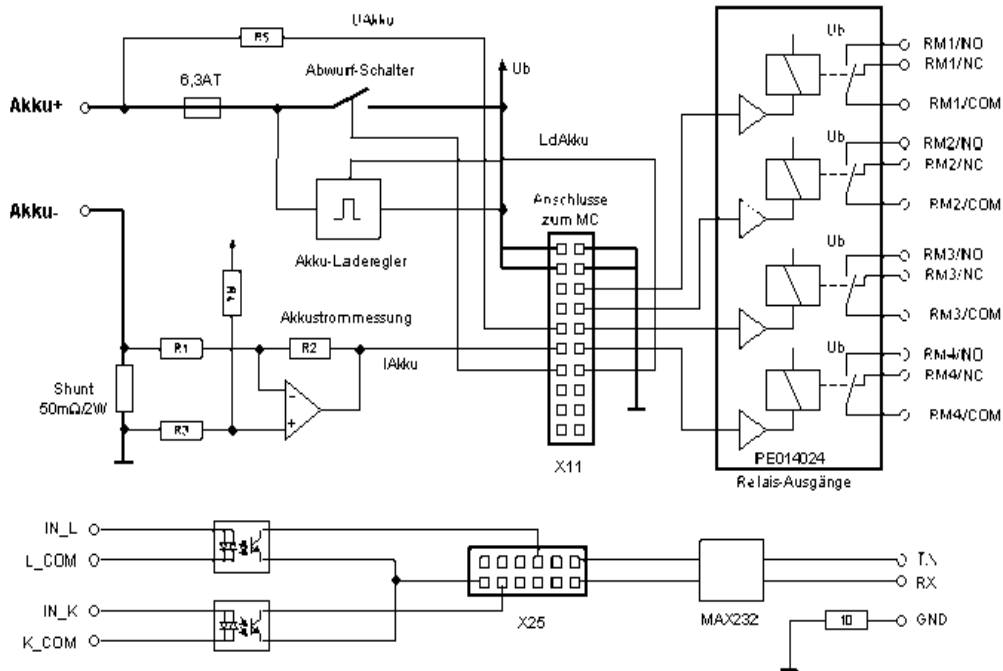 UAkku
R5
6,3AT
Abwurf-Schalter
Ub
Akku+
LdAkku
Akku-
Anschlusse
zum MC
Akku-Laderegler
R4
Akkustrommessung
R1
R2
IAkku
Shunt
50mΩ/2W
R3
X11
Ub
RM1/NO
RM1/NC
RM1/COM
Ub
RM2/NO
RM2/NC
RM2/COM
Ub
RM3/NO
RM3/NC
RM3/COM
Ub
RM4/NO
RM4/NC
RM4/COM
PE014024
Relais-Ausgänge
IN_L
L_COM
IN_K
K_COM
X25
MAX232
RX
10
GND